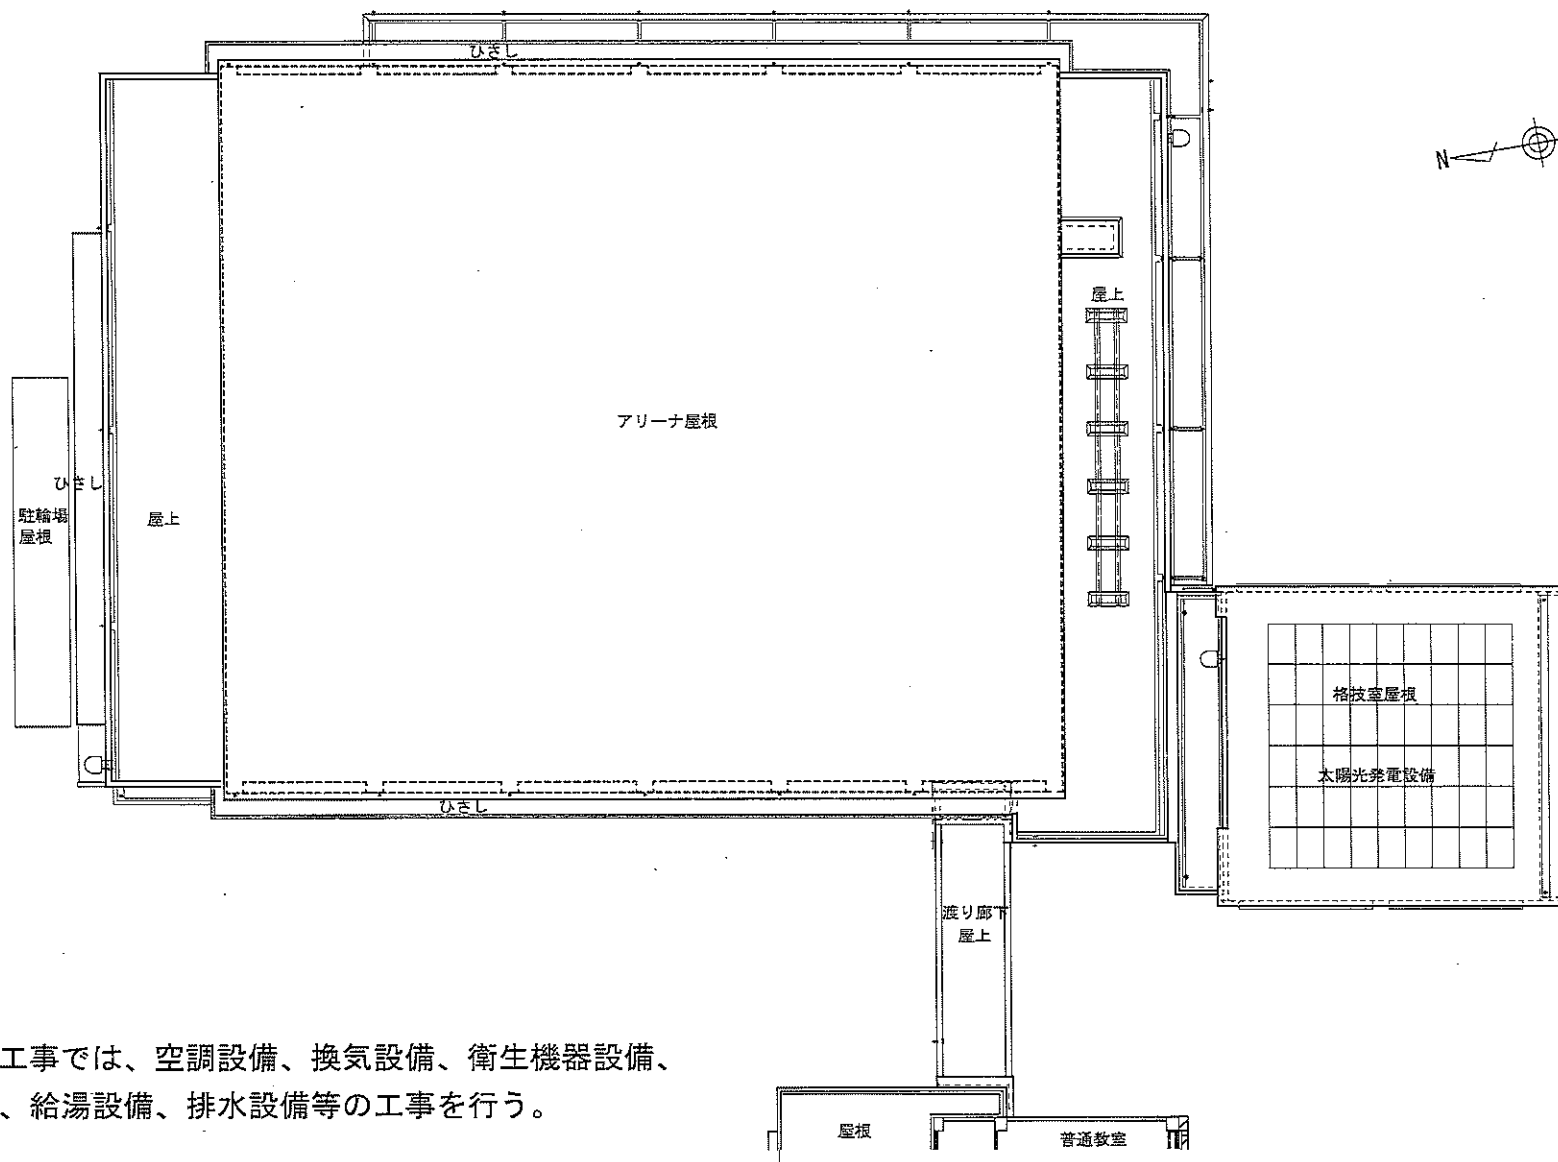 ひさし
N
屋上
アリーナ屋根
ひさし
駐輪場
屋根
屋上
格技室屋根
太陽光発電設備
ひさし
渡り廊下
屋上
工事では、空調設備、換気設備、衛生機器設備、
、給湯設備、排水設備等の工事を行う。
屋根
普通教室